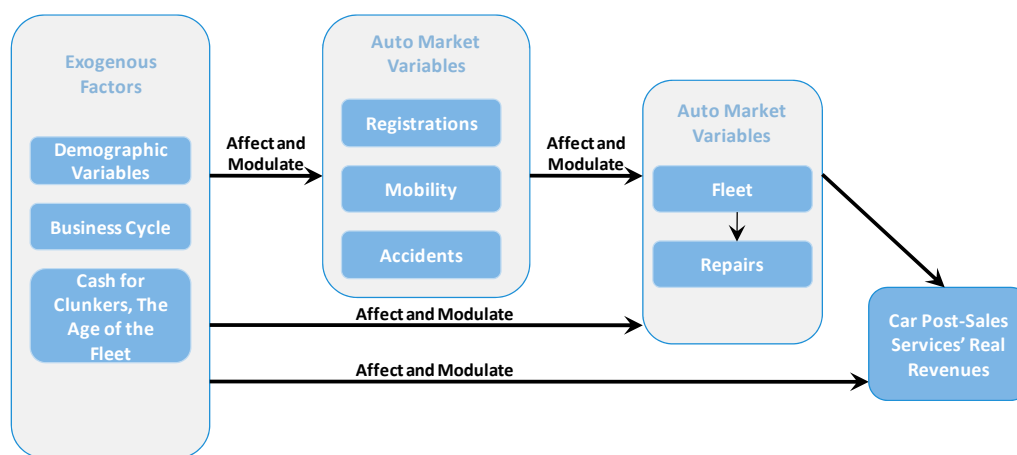 Exogenous
Factors
Demographic
Variables
Business Cycle
Cash for
Clunkers, The
Age of the
Fleet
Affect and
Modulate
Auto Market
Variables
Registrations
Mobility
Accidents
Affect and
Modulate
Auto Market
Variables
Fleet
Repairs
Affect and Modulate
Affect and Modulate
Car Post-Sales
Services’ Real
Revenues